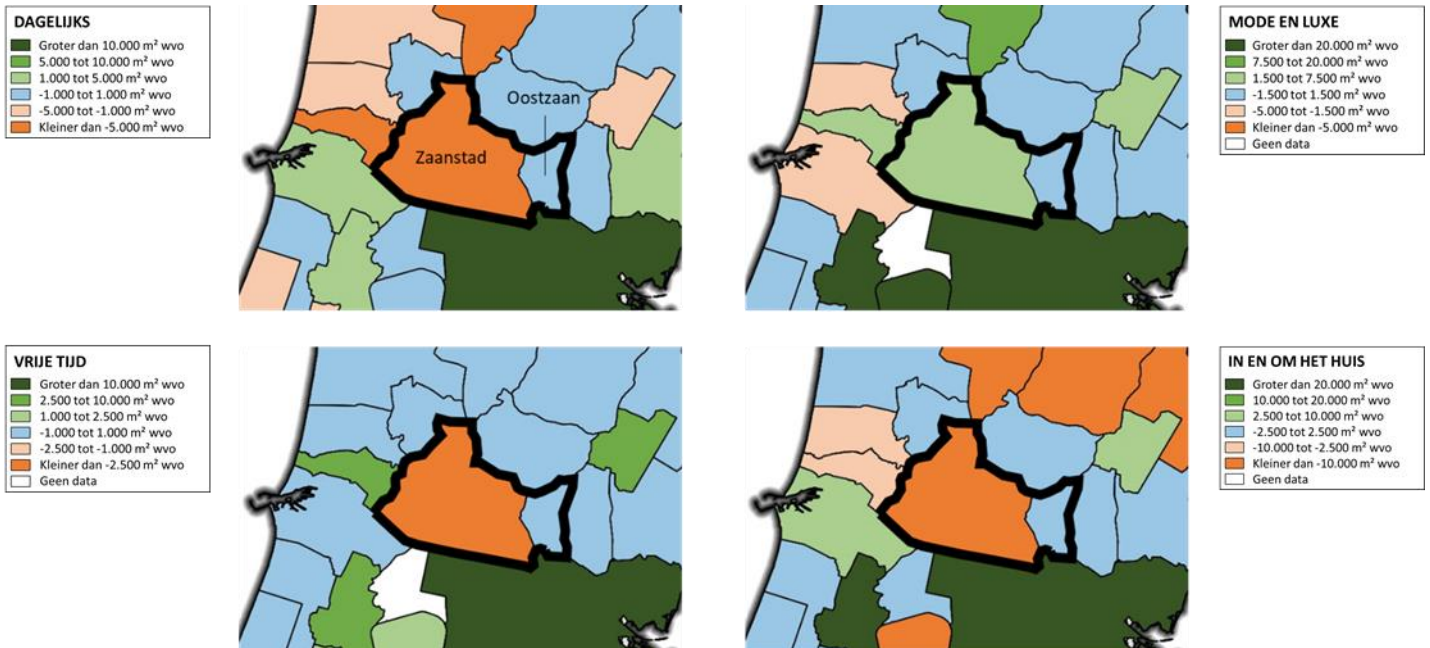 DAGELIJKS
Groter dan 10.000 m² wvo
5.000 tot 10.000 m² wvo
1.000 tot 5.000 m² wvo
-1.000 tot 1.000 m² wvo
-5.000 tot -1.000 m² wvo
Kleiner dan -5.000 m² wvo
Oostzaan
Zaanstad
MODE EN LUXE
Groter dan 20.000 m² wvo
7.500 tot 20.000 m² wvo
1.500 tot 7.500 m² wvo
-1.500 tot 1.500 m² wvo
-5.000 tot -1.500 m² wvo
Kleiner dan -5.000 m² wvo
Geen data
VRIJE TIJD
Groter dan 10.000 m² wvo
2.500 tot 10.000 m² wvo
1.000 tot 2.500 m² wvo
-1.000 tot 1.000 m² wvo
-2.500 tot -1.000 m² wvo
Kleiner dan -2.500 m² wvo
Geen data
IN EN OM HET HUIS
Groter dan 20.000 m² wvo
10.000 tot 20.000 m² wvo
2.500 tot 10.000 m² wvo
-2.500 tot 2.500 m² wvo
-10.000 tot -2.500 m² wvo
Kleiner dan -10.000 m² wvo
Geen data